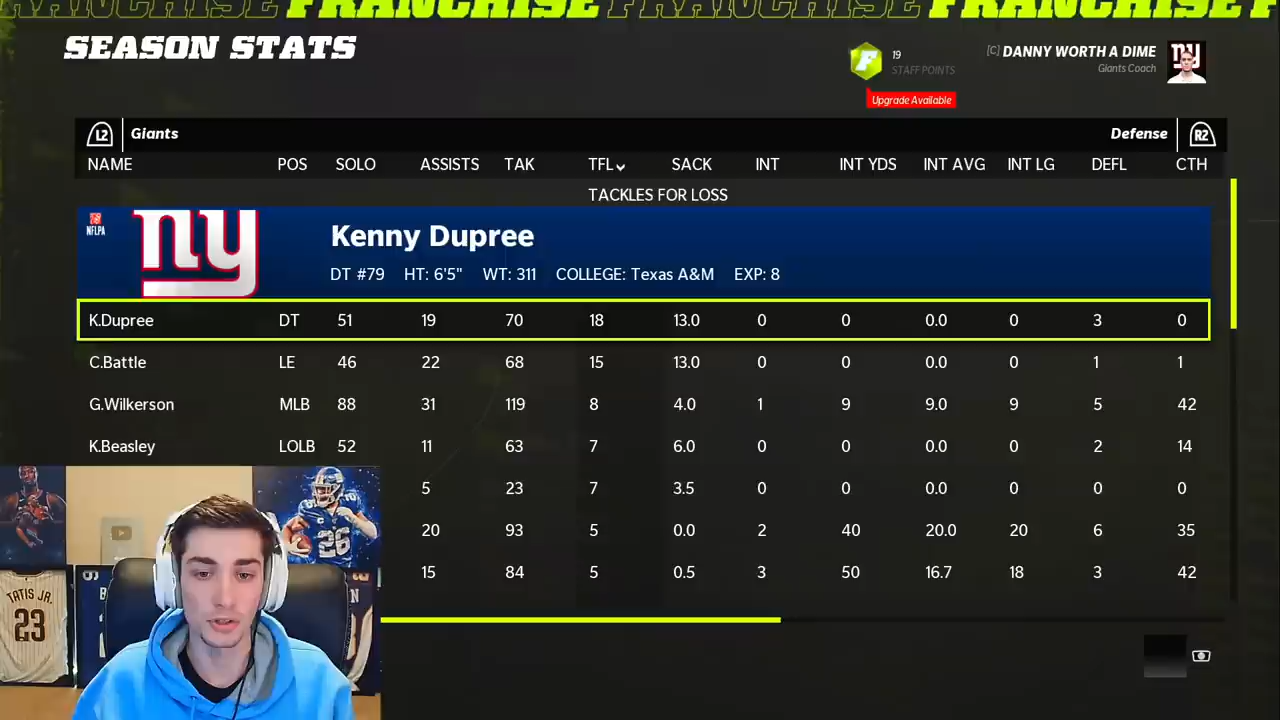 FRANCHISE FRANCHISE FRANCHISE FRANCHISE F
SEASON STATS
19
STAFF POINTS
Upgrade Available
[C] DANNY WORTH A DIME
Giants Coach
L2 Giants Defense R2
NAME POS SOLO ASSISTS TAK TFL SACK INT INT YDS INT AVG INT LG DEFL CTH
TACKLES FOR LOSS
NFLPA
ny
Kenny Dupree
DT #79 HT: 6'5" WT: 311 COLLEGE: Texas A&M EXP: 8
K.Dupree DT 51 19 70 18 13.0 0 0 0.0 0 3 0
C.Battle LE 46 22 68 15 13.0 0 0 0.0 0 1 1
G.Wilkerson MLB 88 31 119 8 4.0 1 9 9.0 9 5 42
K.Beasley LOLB 52 11 63 7 6.0 0 0 0.0 0 2 14
5 23 7 3.5 0 0 0.0 0 0 0
20 93 5 0.0 2 40 20.0 20 6 35
15 84 5 0.5 3 50 16.7 18 3 42
26
TATIS JR.
23